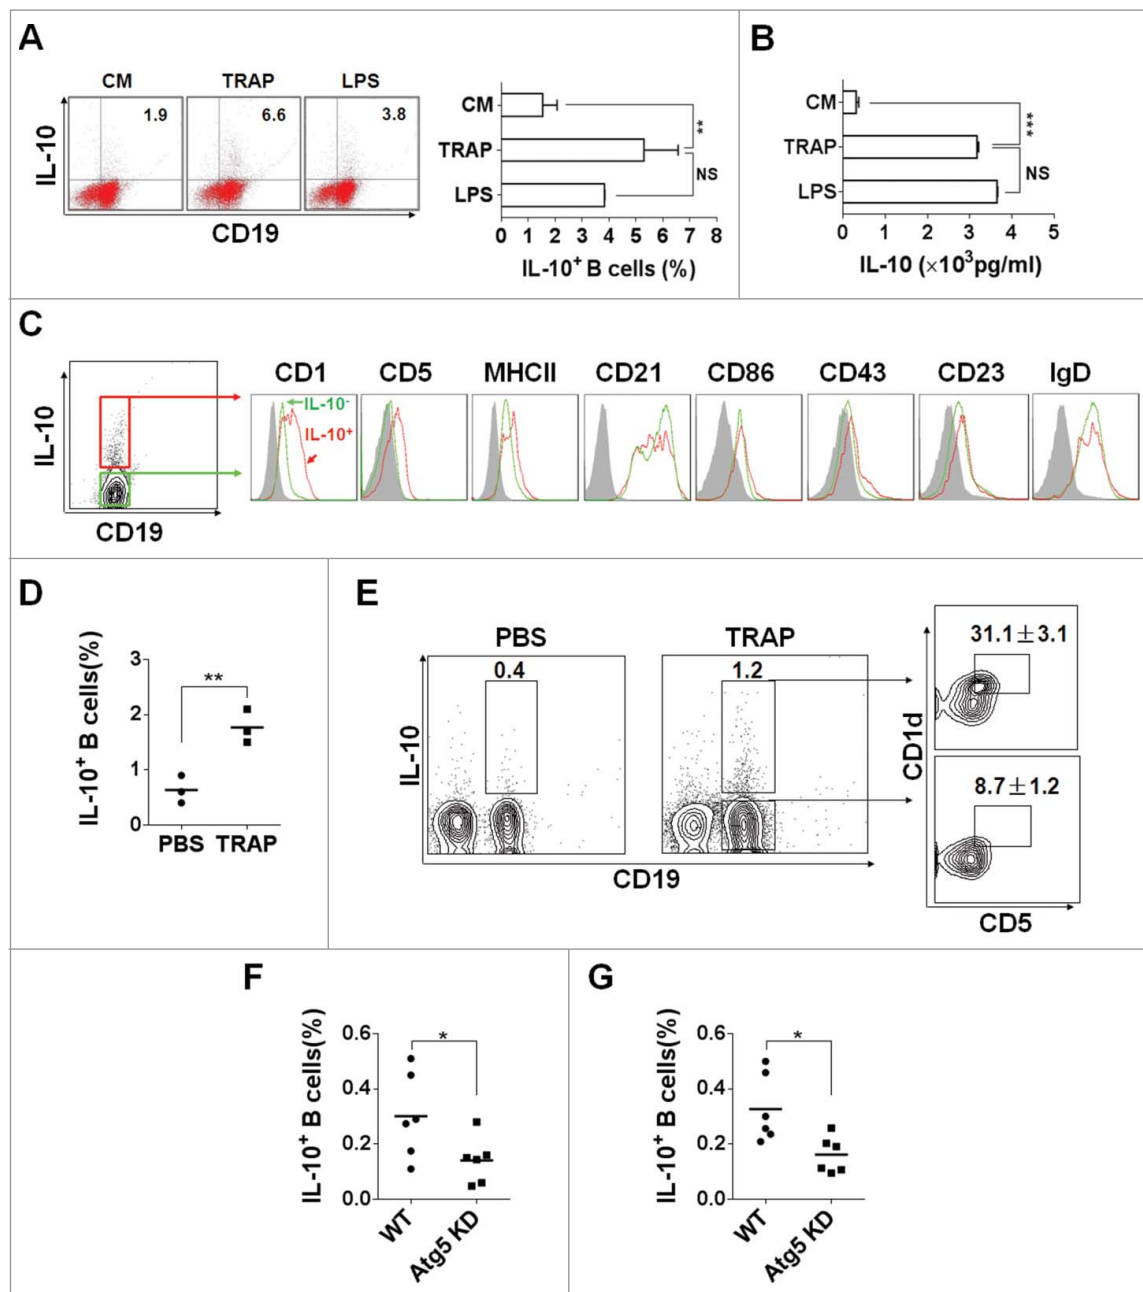 A
CM TRAP LPS
1.9 6.6 3.8
IL-10
CD19
CM
TRAP
LPS
**
NS
0 1 2 3 4 5 6 7 8
IL-10⁺ B cells (%)
B
CM
TRAP
LPS
***
NS
0 1 2 3 4 5
IL-10 (×10³pg/ml)
C
IL-10
CD19
CD1 CD5 MHCII CD21 CD86 CD43 CD23 IgD
IL-10⁻
IL-10⁺
D
IL-10⁺ B cells(%)
3
2
1
0
**
PBS TRAP
E
PBS TRAP
0.4 1.2
IL-10
CD19
31.1±3.1
8.7±1.2
CD1d
CD5
F
IL-10⁺ B cells(%)
0.6
0.4
0.2
0.0
*
WT
Atg5 KD
G
IL-10⁺ B cells(%)
0.6
0.4
0.2
0.0
*
WT
Atg5 KD